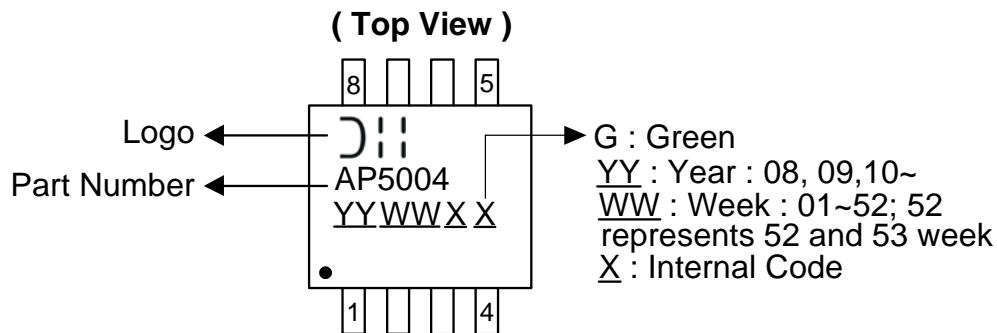 ( Top View )
8 5
Logo
G : Green
Part Number
AP5004
YY : Year : 08, 09,10~
YYWWX X
WW : Week : 01~52; 52
represents 52 and 53 week
X : Internal Code
1 4